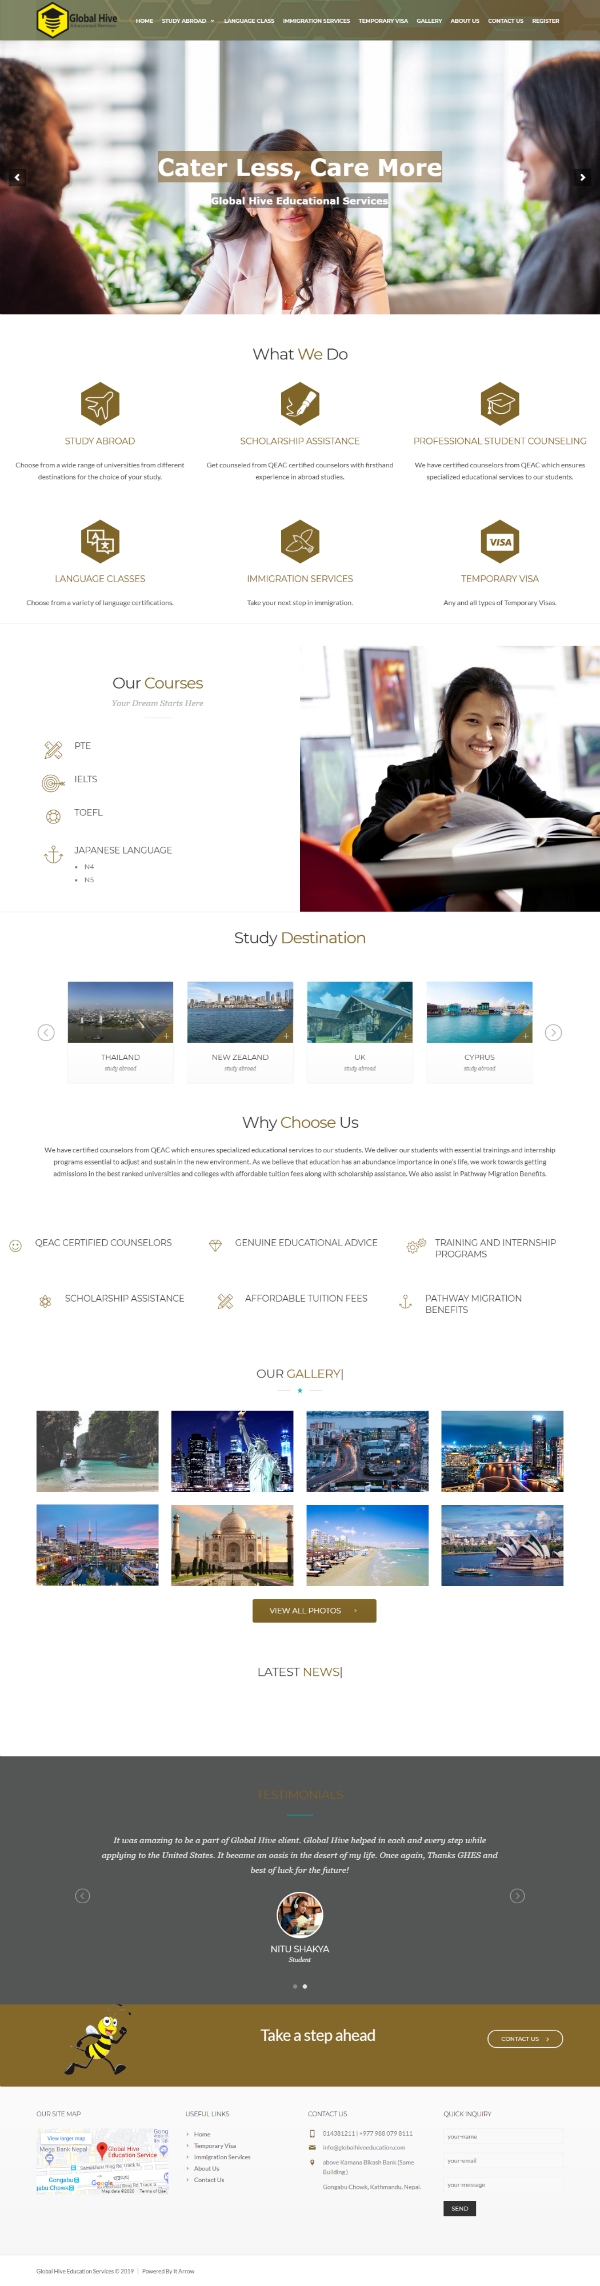 Global Hive
Educational Services
HOME STUDY ABROAD LANGUAGE CLASS IMMIGRATION SERVICES TEMPORARY VISA GALLERY ABOUT US CONTACT US REGISTER
Cater Less, Care More
Global Hive Educational Services
What We Do
STUDY ABROAD
Choose from a wide range of universities from different
destinations for the choice of your study.
SCHOLARSHIP ASSISTANCE
Get counseled from QEAC certified counselors with firsthand
experience in abroad studies.
PROFESSIONAL STUDENT COUNSELING
We have certified counselors from QEAC which ensures
specialized educational services to our students.
LANGUAGE CLASSES
Choose from a variety of language certifications.
IMMIGRATION SERVICES
Take your next step in immigration.
VISA
TEMPORARY VISA
Any and all types of Temporary Visas.
Our Courses
Your Dream Starts Here
PTE
IELTS
TOEFL
JAPANESE LANGUAGE
N4
N5
Study Destination
THAILAND
study abroad
NEW ZEALAND
study abroad
UK
study abroad
CYPRUS
study abroad
Why Choose Us
We have certified counselors from QEAC which ensures specialized educational services to our students. We deliver our students with essential trainings and internship
programs essential to adjust and sustain in the new environment. As we believe that education has an abundance importance in one's life, we work towards getting
admissions in the best ranked universities and colleges with affordable tuition fees along with scholarship assistance. We also assist in Pathway Migration Benefits.
QEAC CERTIFIED COUNSELORS
GENUINE EDUCATIONAL ADVICE
TRAINING AND INTERNSHIP
PROGRAMS
SCHOLARSHIP ASSISTANCE
AFFORDABLE TUITION FEES
PATHWAY MIGRATION
BENEFITS
OUR GALLERY|
VIEW ALL PHOTOS
LATEST NEWS|
TESTIMONIALS
It was amazing to be a part of Global Hive client. Global Hive helped in each and every step while
applying to the United States. It became an oasis in the desert of my life. Once again, Thanks GHES and
best of luck for the future!
NITU SHAKYA
Student
Take a step ahead
CONTACT US
OUR SITE MAP
View larger map
Mega Bank Nepal
Global Hive
Education Service
Gongabu
Google
Map data ©2020 Terms of Use
USEFUL LINKS
Home
Temporary Visa
Immigration Services
About Us
Contact Us
CONTACT US
014381211 | +977 988 079 8111
info@globalhiveeducation.com
above Kamana Bikash Bank (Same
Building)
Gongabu Chowk, Kathmandu, Nepal.
QUICK INQUIRY
your-name
your-email
your-message
SEND
Global Hive Education Services © 2019 | Powered By It Arrow